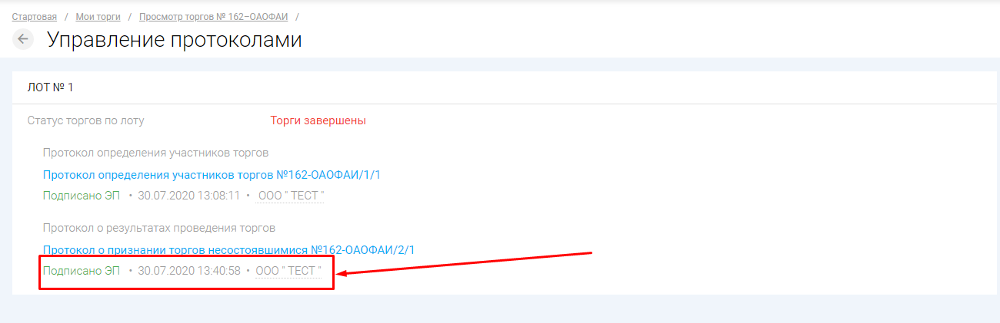 Стартовая / Мои торги / Просмотр торгов № 162–ОАОФАИ /
Управление протоколами
ЛОТ № 1
Статус торгов по лоту Торги завершены
Протокол определения участников торгов
Протокол определения участников торгов №162-ОАОФАИ/1/1
Подписано ЭП • 30.07.2020 13:08:11 • ООО " ТЕСТ "
Протокол о результатах проведения торгов
Протокол о признании торгов несостоявшимися №162-ОАОФАИ/2/1
Подписано ЭП • 30.07.2020 13:40:58 • ООО " ТЕСТ "